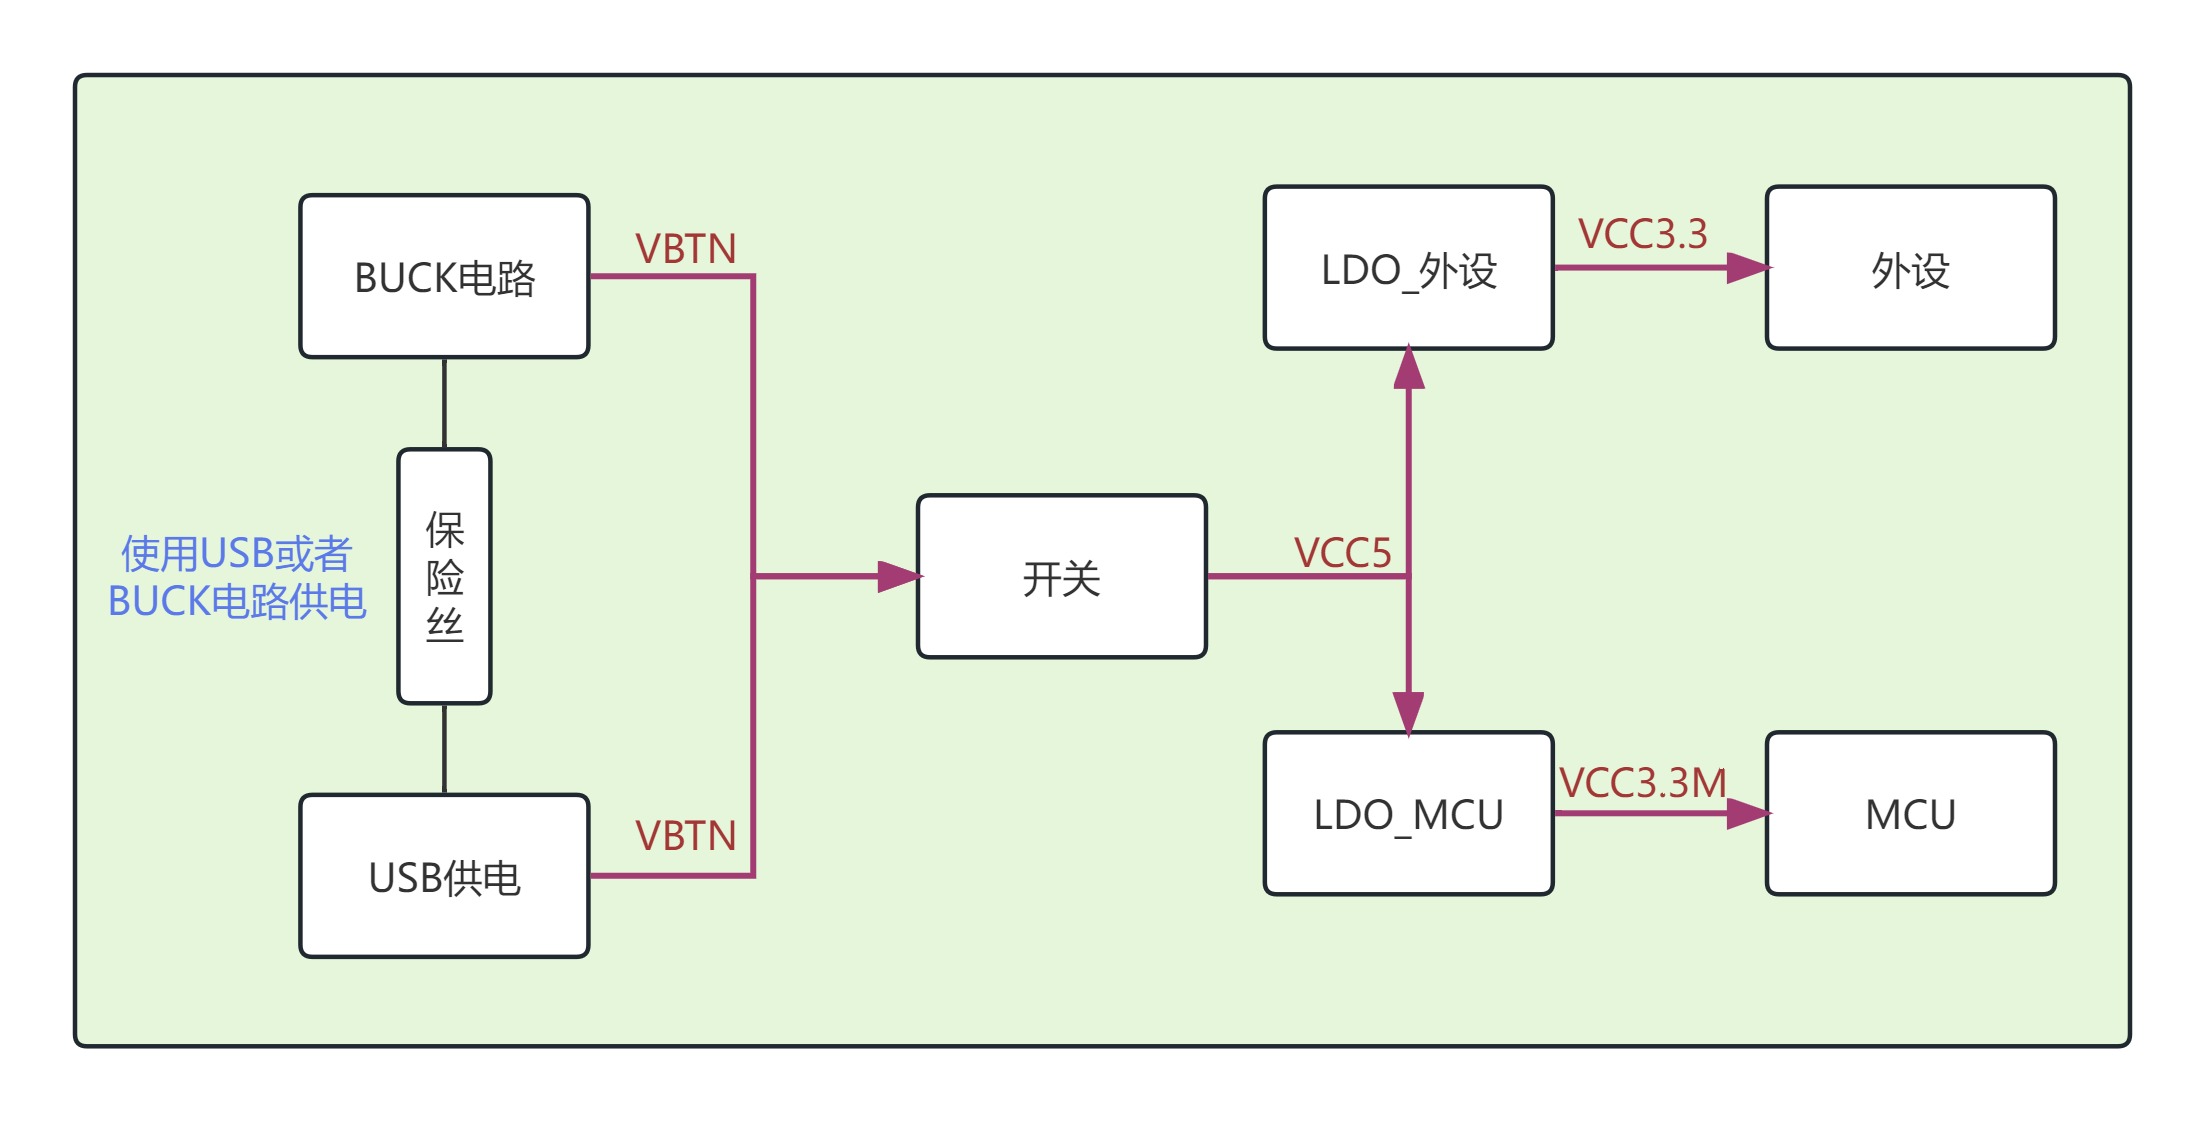 BUCK电路
VBTN
LDO_外设
VCC3.3
外设
使用USB或者
BUCK电路供电
保
险
丝
开关
VCC5
USB供电
VBTN
LDO_MCU
VCC3.3M
MCU